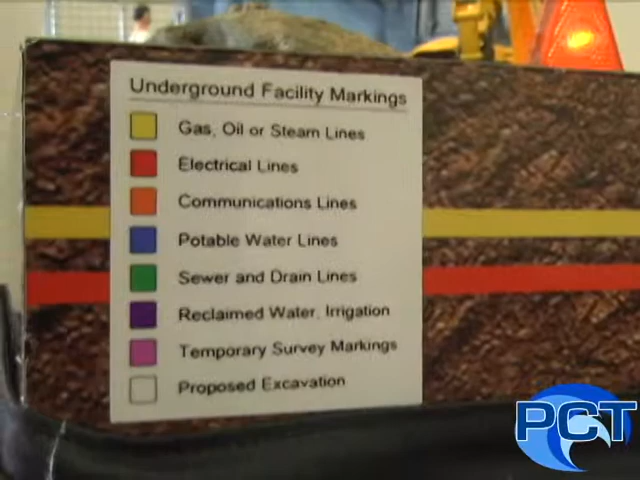 Underground Facility Markings
Gas, Oil or Steam Lines
Electrical Lines
Communications Lines
Potable Water Lines
Sewer and Drain Lines
Reclaimed Water, Irrigation
Temporary Survey Markings
Proposed Excavation
PCT